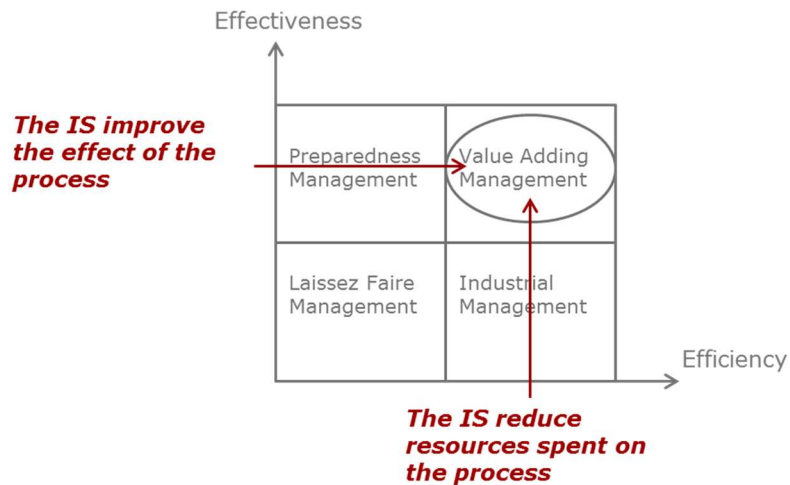 Effectiveness
The IS improve
the effect of the
process
Preparedness
Management
Value Adding
Management
Laissez Faire
Management
Industrial
Management
Efficiency
The IS reduce
resources spent on
the process